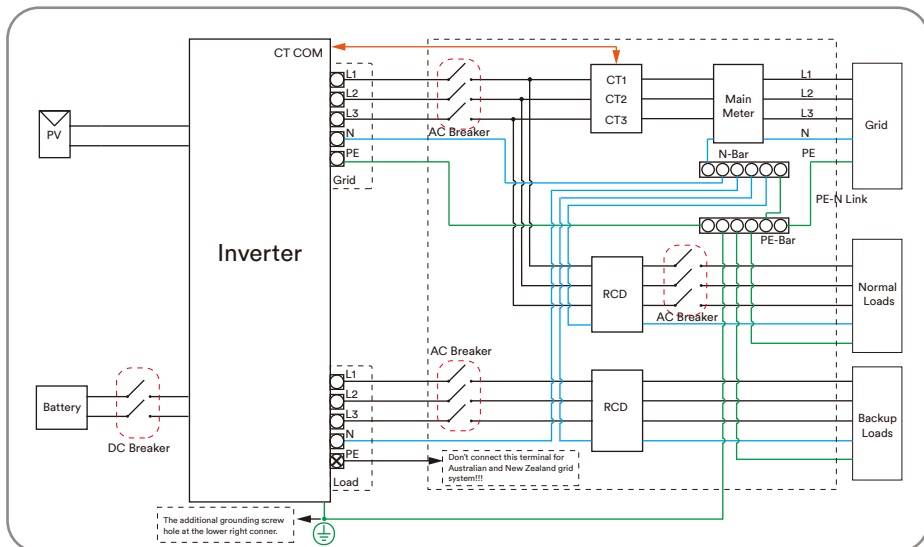 CT COM
L1
L2
L3
N
PE
Grid
AC Breaker
CT1
CT2
CT3
Main
Meter
L1
L2
L3
N
PE
Grid
N-Bar
PE-N Link
PE-Bar
PV
Inverter
RCD
AC Breaker
Normal
Loads
Battery
DC Breaker
L1
L2
L3
N
PE
Load
AC Breaker
RCD
Backup
Loads
Don't connect this terminal for
Australian and New Zealand grid
system!!!
The additional grounding screw
hole at the lower right conner.